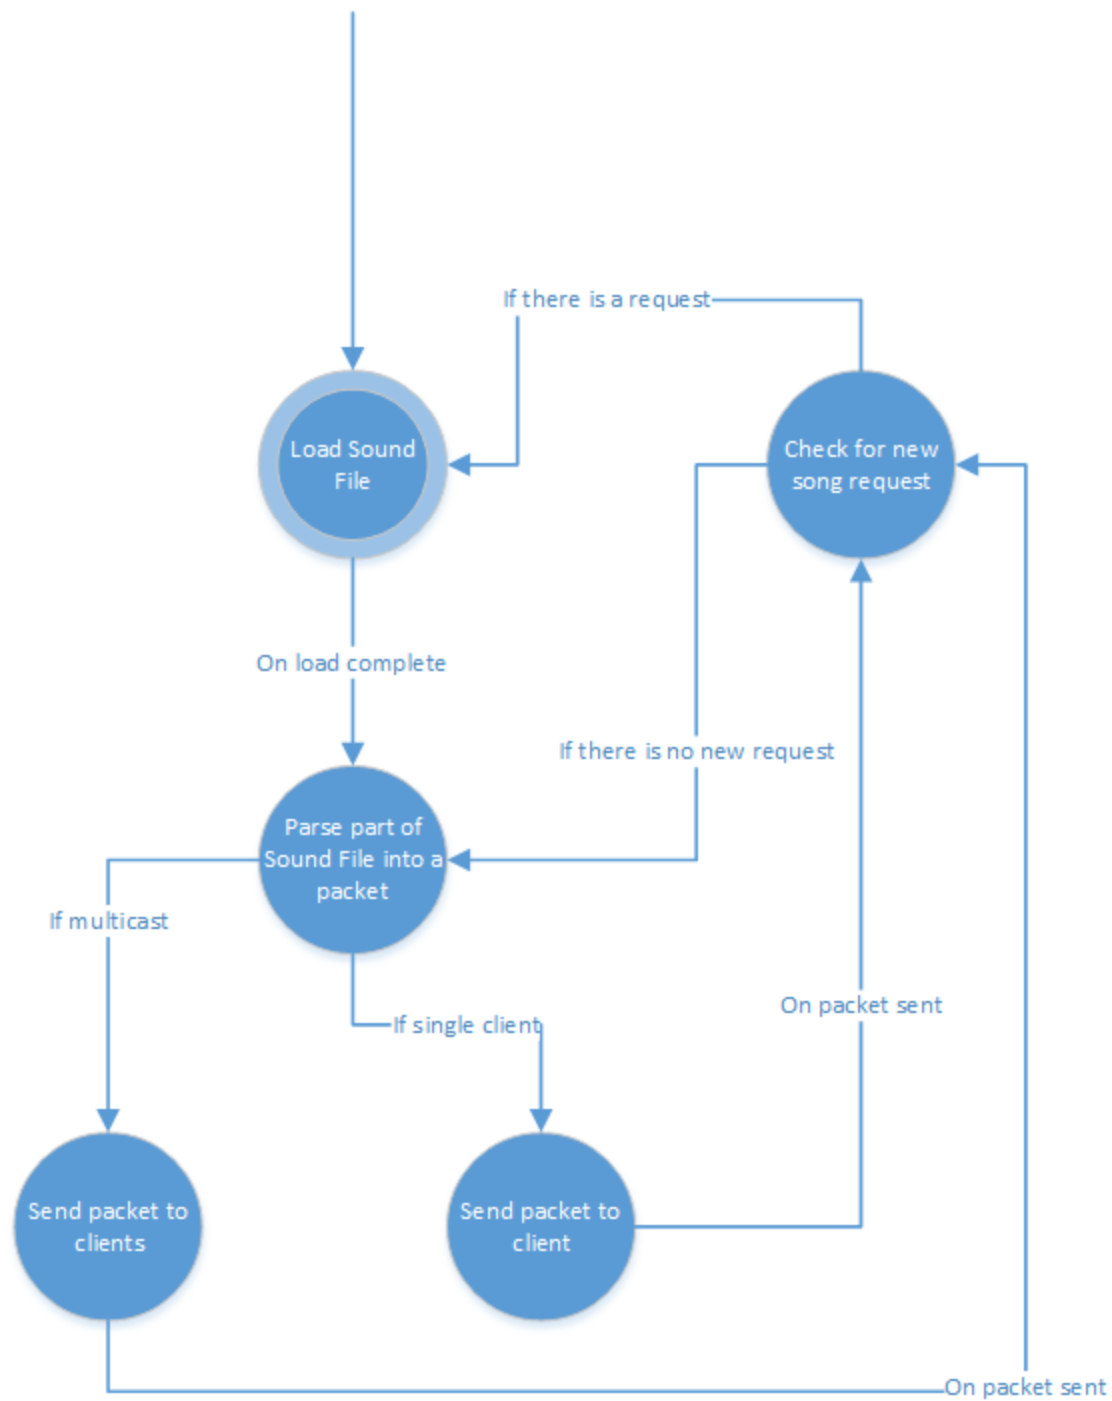 If there is a request
Load Sound
File
Check for new
song request
On load complete
If there is no new request
Parse part of
Sound File into a
packet
If multicast
On packet sent
If single client
Send packet to
clients
Send packet to
client
On packet sent